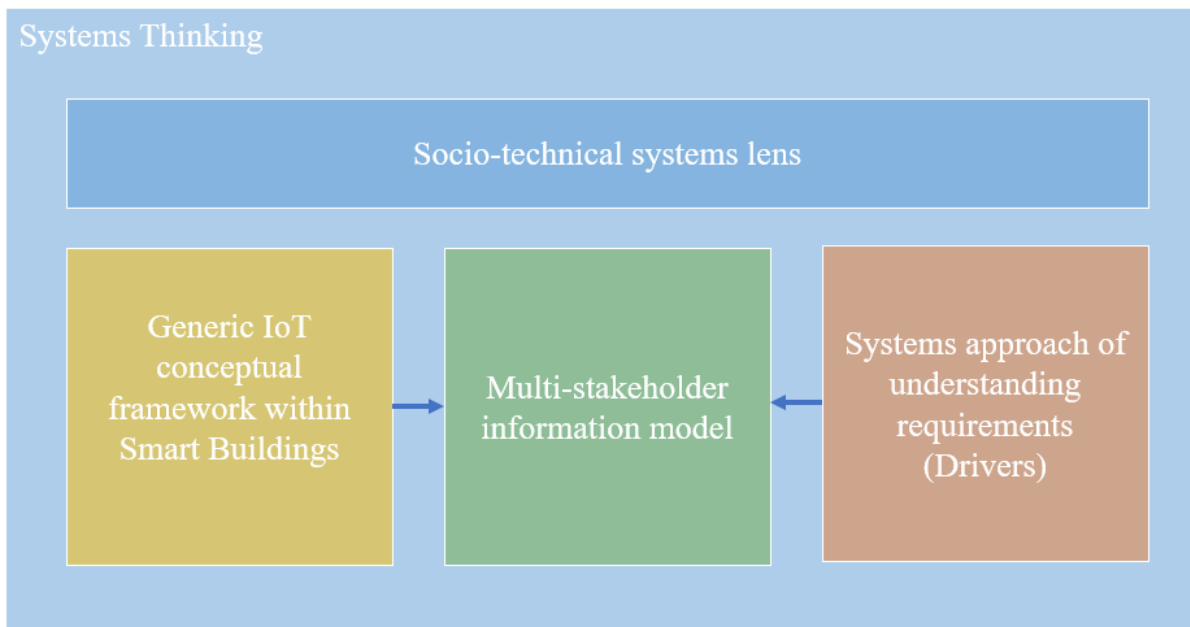 Systems Thinking
Socio-technical systems lens
Generic IoT
conceptual
framework within
Smart Buildings
Multi-stakeholder
information model
Systems approach of
understanding
requirements
(Drivers)